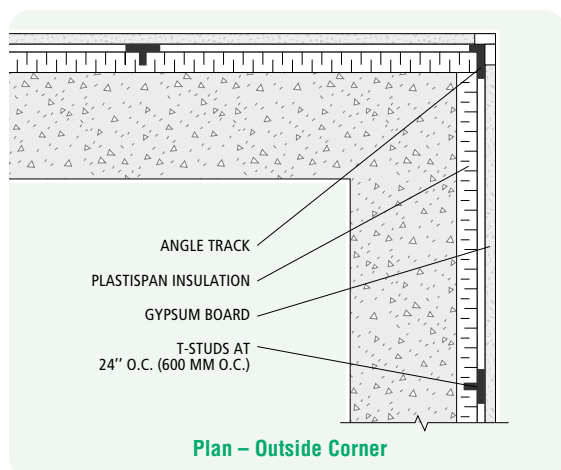 ANGLE TRACK
PLASTISPAN INSULATION
GYPSUM BOARD
T-STUDS AT
24’’ O.C. (600 MM O.C.)
Plan – Outside Corner